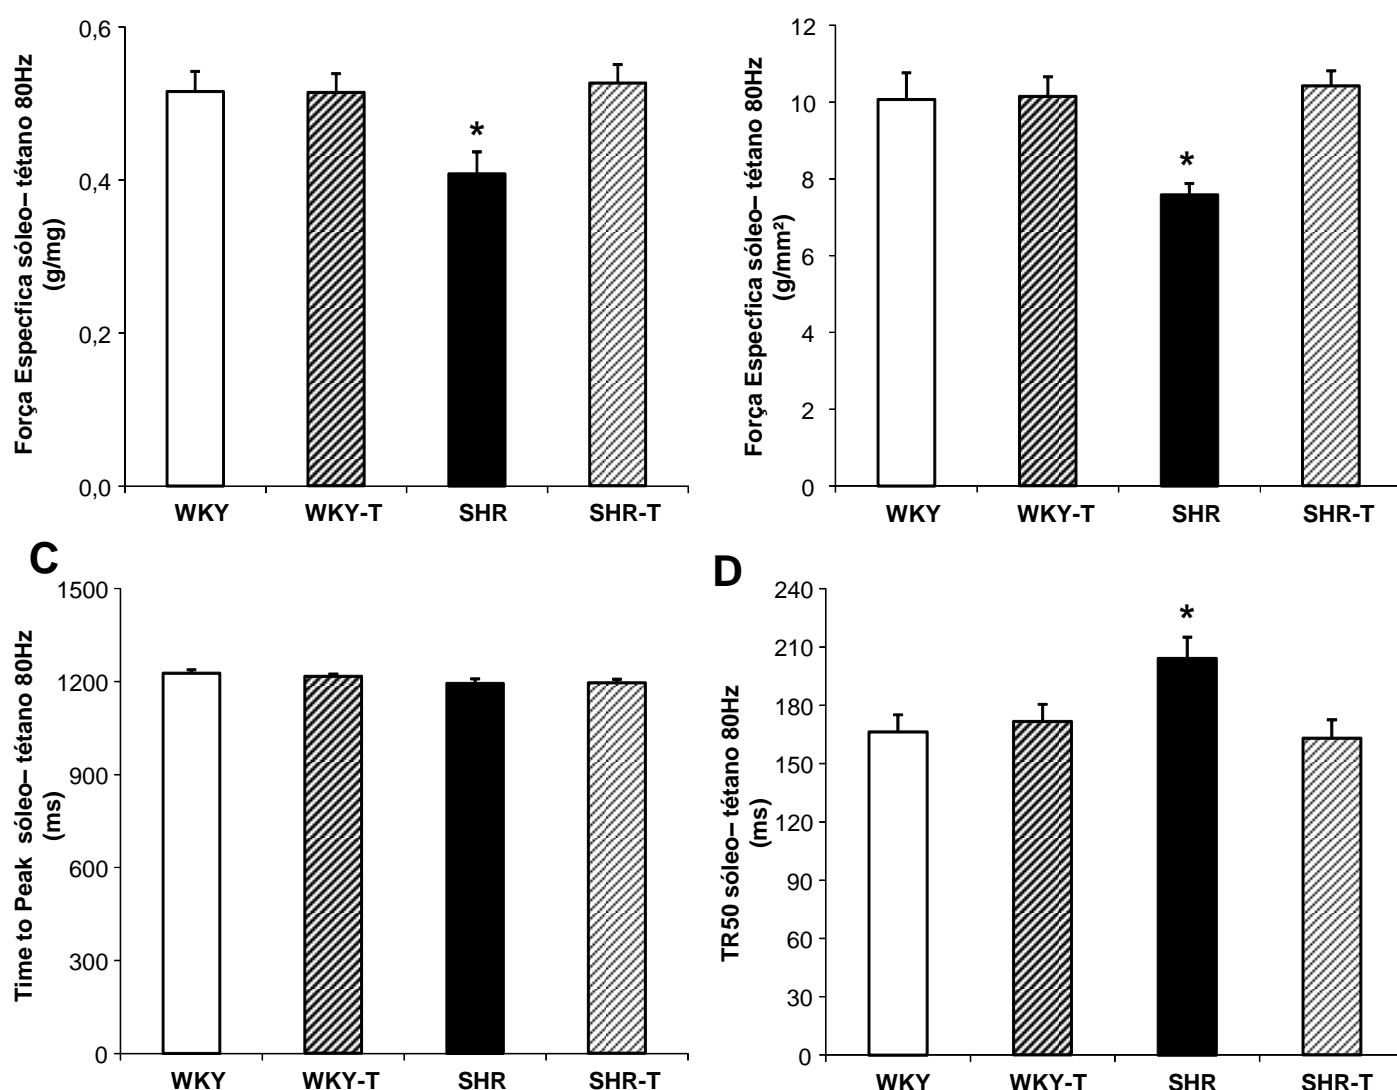 Força Especfica sóleo– tétano 80Hz
(g/mg)
0,6
0,4
0,2
0,0
*
WKY WKY-T SHR SHR-T
Força Especfica sóleo– tétano 80Hz
(g/mm²)
12
10
8
6
4
2
0
*
WKY WKY-T SHR SHR-T
C
Time to Peak sóleo– tétano 80Hz
(ms)
1500
1200
900
600
300
0
WKY WKY-T SHR SHR-T
D
TR50 sóleo– tétano 80Hz
(ms)
240
210
180
150
120
90
60
30
0
*
WKY WKY-T SHR SHR-T